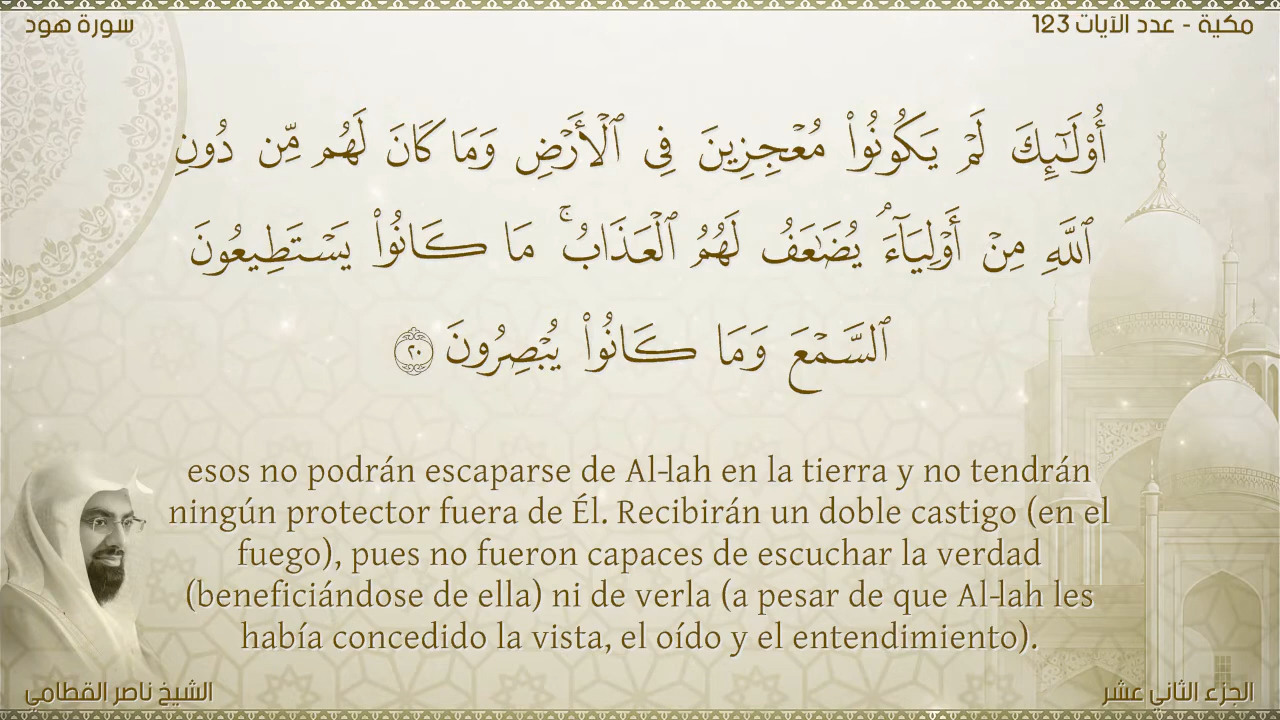 سورة هود
مكية - عدد الآيات 123
أُو۟لَـٰٓئِكَ لَمْ يَكُونُوا۟ مُعْجِزِينَ فِى ٱلْأَرْضِ وَمَا كَانَ لَهُم مِّن دُونِ
ٱللَّهِ مِنْ أَوْلِيَآءَ ۘ يُضَـٰعَفُ لَهُمُ ٱلْعَذَابُ ۚ مَا كَانُوا۟ يَسْتَطِيعُونَ
ٱلسَّمْعَ وَمَا كَانُوا۟ يُبْصِرُونَ ٢٠
esos no podrán escaparse de Al-lah en la tierra y no tendrán
ningún protector fuera de Él. Recibirán un doble castigo (en el
fuego), pues no fueron capaces de escuchar la verdad
(beneficiándose de ella) ni de verla (a pesar de que Al-lah les
había concedido la vista, el oído y el entendimiento).
الشيخ ناصر القطامي
الجزء الثاني عشر